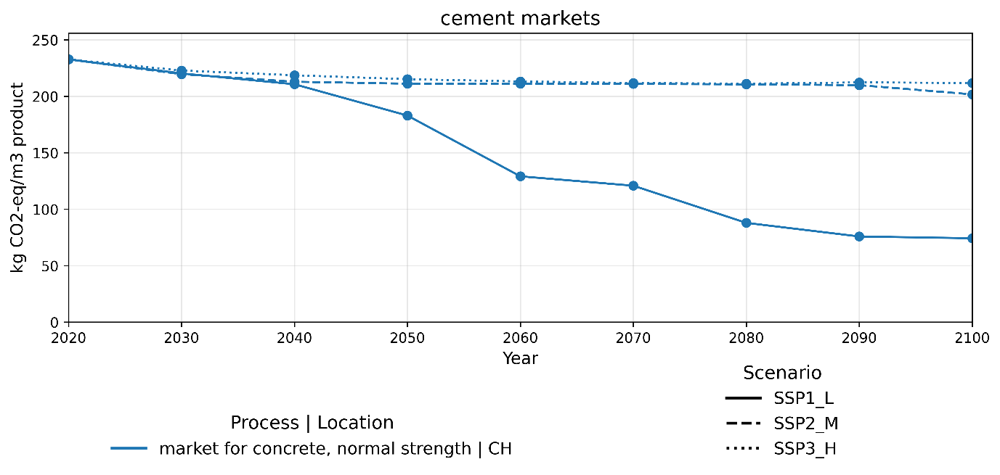 cement markets
kg CO2-eq/m3 product
250
200
150
100
50
0
2020 2030 2040 2050 2060 2070 2080 2090 2100
Year
Process | Location
market for concrete, normal strength | CH
Scenario
SSP1_L
SSP2_M
SSP3_H